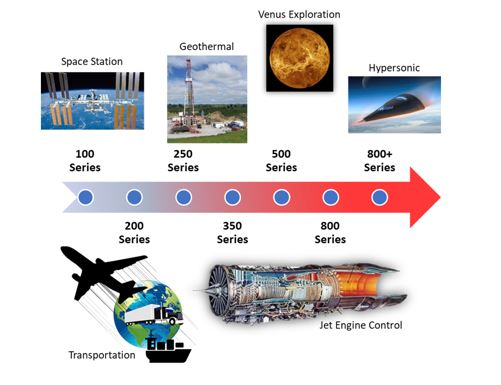 Venus Exploration
Geothermal
Space Station
Hypersonic
100
Series
250
Series
500
Series
800+
Series
200
Series
350
Series
800
Series
Jet Engine Control
Transportation